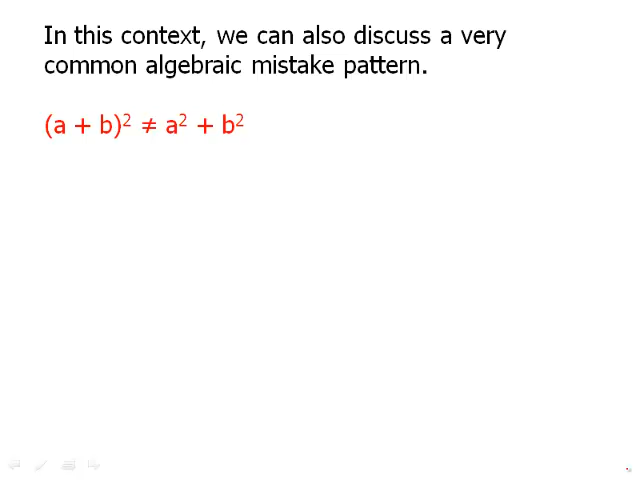 In this context, we can also discuss a very
common algebraic mistake pattern.
(a + b)² ≠ a² + b²